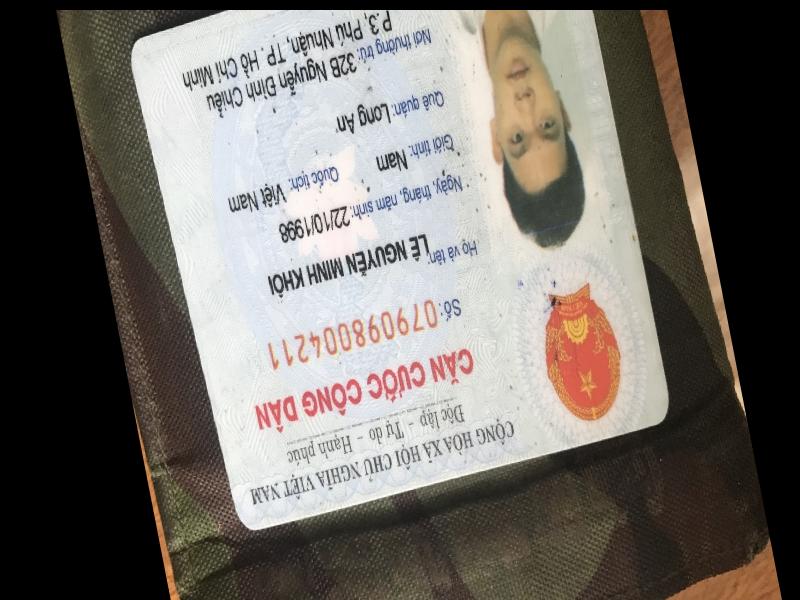 CỘNG HÒA XÃ HỘI CHỦ NGHĨA VIỆT NAM
Độc lập - Tự do - Hạnh phúc
CĂN CƯỚC CÔNG DÂN
Số: 079098004211
Họ và tên: LÊ NGUYỄN MINH KHÔI
Ngày, tháng, năm sinh: 22/10/1998
Giới tính: Nam Quốc tịch: Việt Nam
Quê quán: Long An
Nơi thường trú: 32B Nguyễn Đình Chiểu
P.3, Phú Nhuận, TP. Hồ Chí Minh